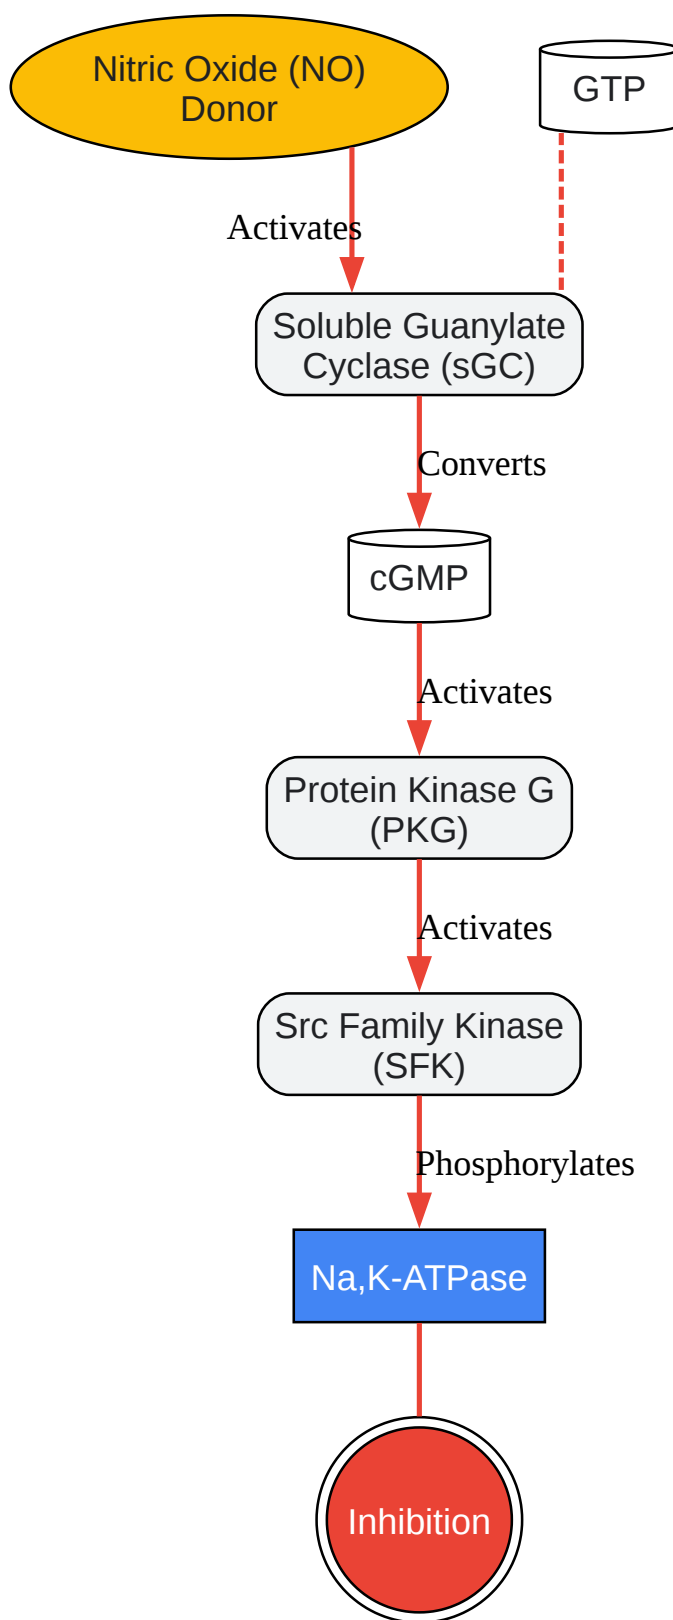 Nitric Oxide (NO)
Donor
GTP
Activates
Soluble Guanylate
Cyclase (sGC)
Converts
cGMP
Activates
Protein Kinase G
(PKG)
Activates
Src Family Kinase
(SFK)
Phosphorylates
Na,K-ATPase
Inhibition